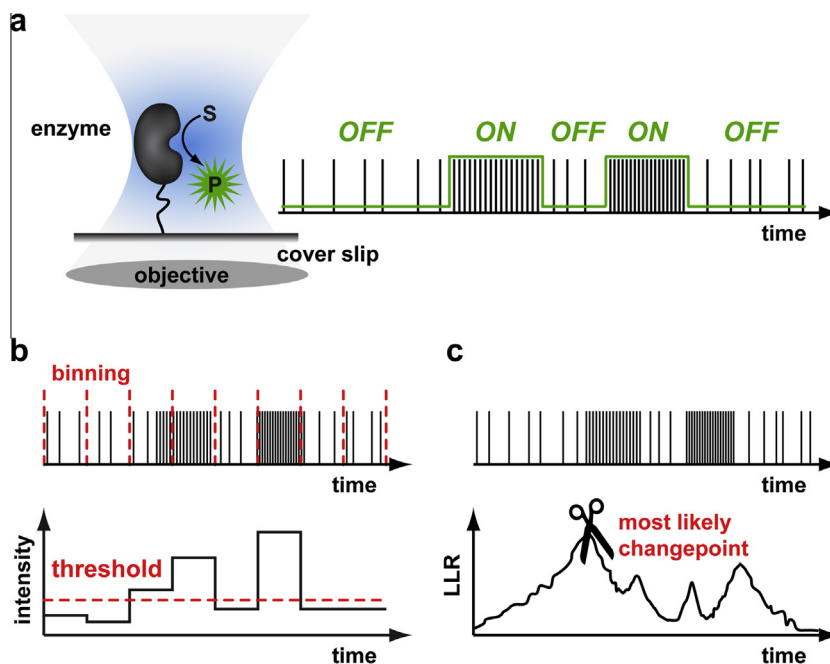 a
enzyme
S
P
cover slip
objective
OFF ON OFF ON OFF
time
b
binning
time
intensity
threshold
time
c
time
LLR
most likely
changepoint
time